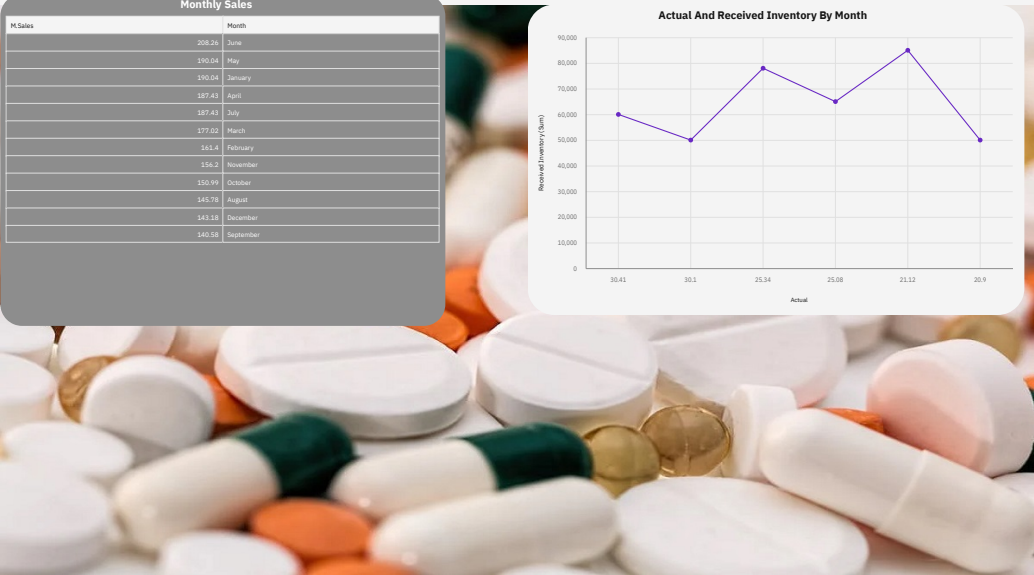 Monthly Sales
M.Sales Month
208.26 June
190.04 May
190.04 January
187.43 April
187.43 July
177.02 March
161.4 February
156.2 November
150.99 October
145.78 August
143.18 December
140.58 September
Actual And Received Inventory By Month
Received Inventory (Sum)
90,000
80,000
70,000
60,000
50,000
40,000
30,000
20,000
10,000
0
30.41 30.1 25.34 25.08 21.12 20.9
Actual